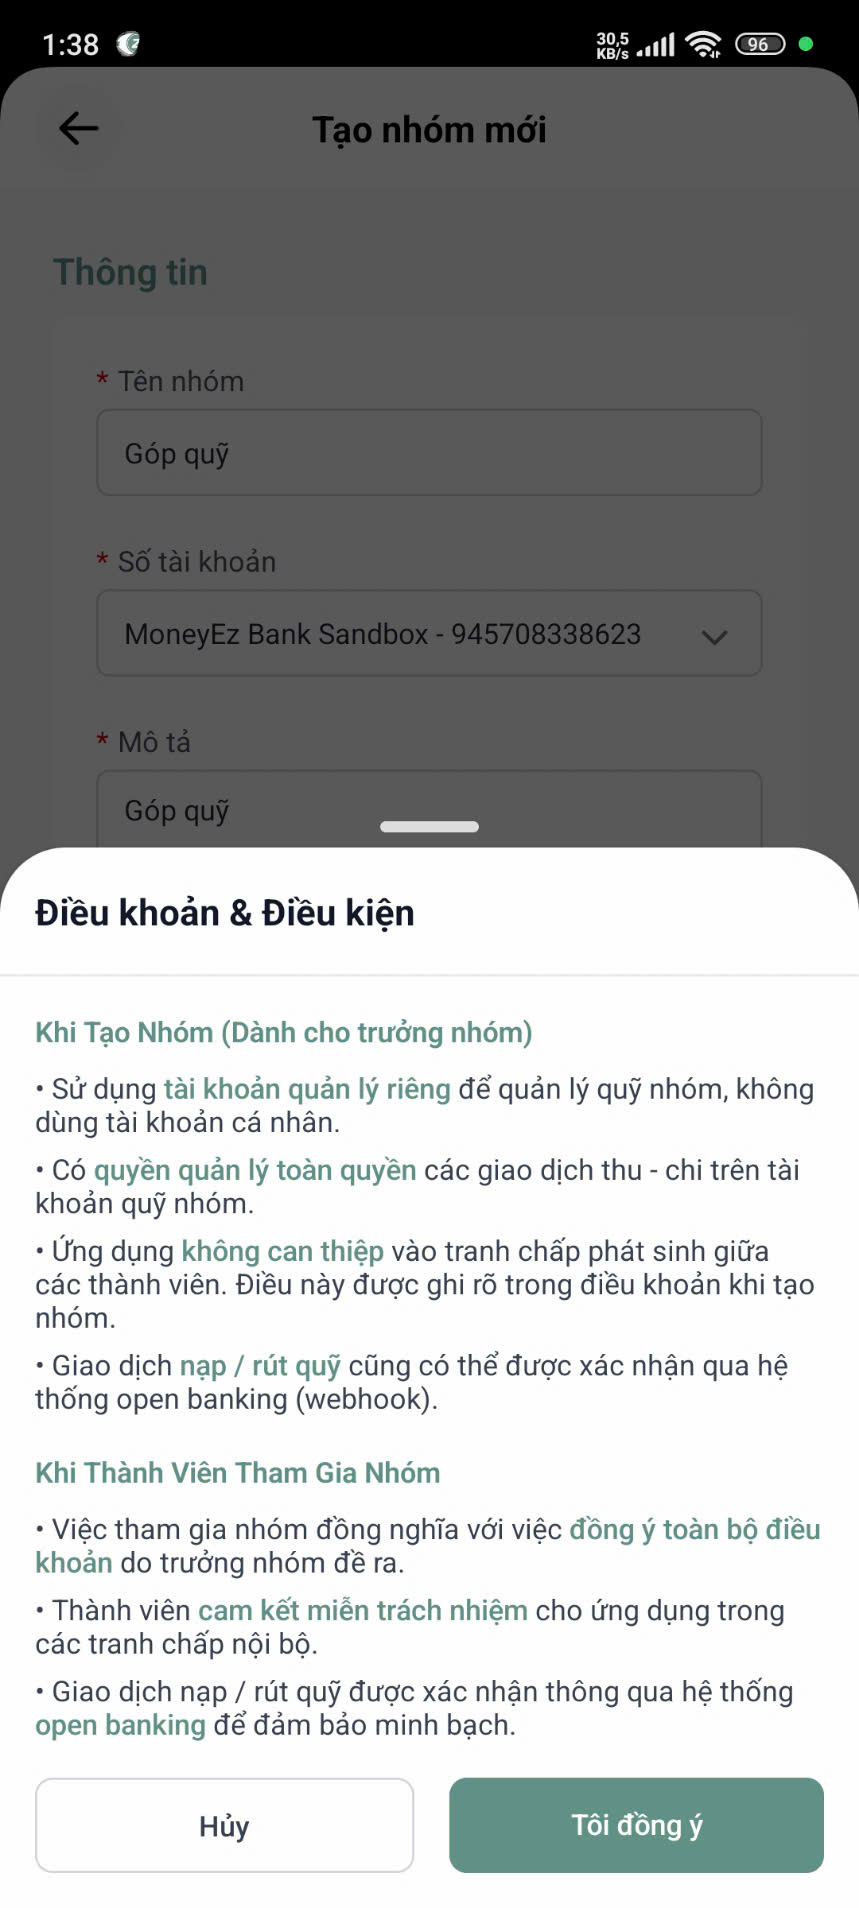 1:38
30,5
KB/s
96
Tạo nhóm mới
Thông tin
* Tên nhóm
Góp quỹ
* Số tài khoản
MoneyEz Bank Sandbox - 945708338623
* Mô tả
Góp quỹ
Điều khoản & Điều kiện
Khi Tạo Nhóm (Dành cho trưởng nhóm)
• Sử dụng tài khoản quản lý riêng để quản lý quỹ nhóm, không
dùng tài khoản cá nhân.
• Có quyền quản lý toàn quyền các giao dịch thu - chi trên tài
khoản quỹ nhóm.
• Ứng dụng không can thiệp vào tranh chấp phát sinh giữa
các thành viên. Điều này được ghi rõ trong điều khoản khi tạo
nhóm.
• Giao dịch nạp / rút quỹ cũng có thể được xác nhận qua hệ
thống open banking (webhook).
Khi Thành Viên Tham Gia Nhóm
• Việc tham gia nhóm đồng nghĩa với việc đồng ý toàn bộ điều
khoản do trưởng nhóm đề ra.
• Thành viên cam kết miễn trách nhiệm cho ứng dụng trong
các tranh chấp nội bộ.
• Giao dịch nạp / rút quỹ được xác nhận thông qua hệ thống
open banking để đảm bảo minh bạch.
Hủy
Tôi đồng ý